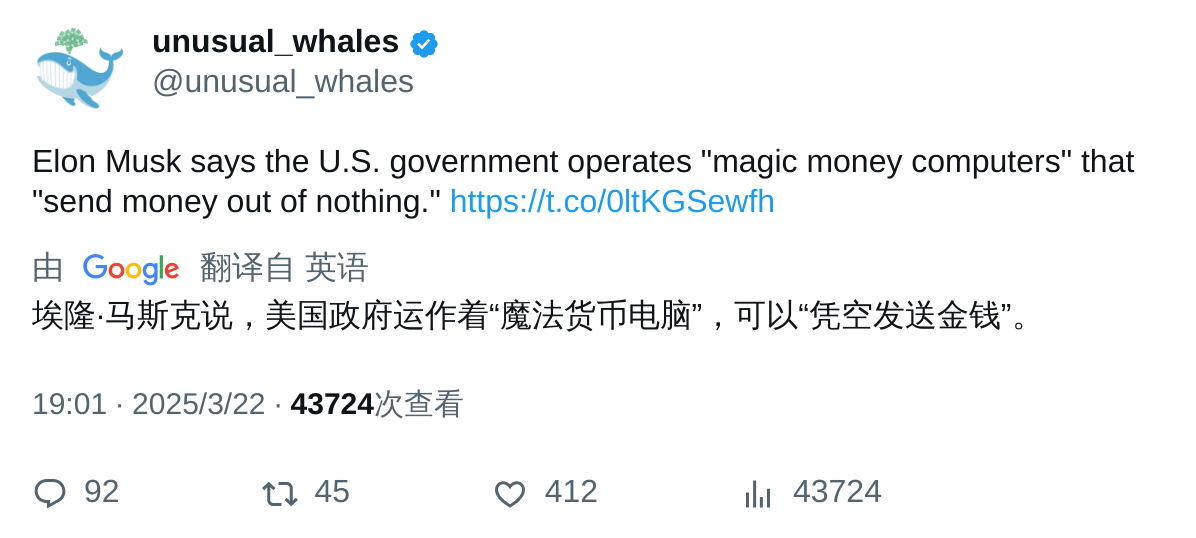 unusual_whales
@unusual_whales
Elon Musk says the U.S. government operates "magic money computers" that
"send money out of nothing." https://t.co/0ltKGSewfh
由 Google 翻译自 英语
埃隆·马斯克说，美国政府运作着“魔法货币电脑”，可以“凭空发送金钱”。
19:01 · 2025/3/22 · 43724次查看
92 45 412 43724